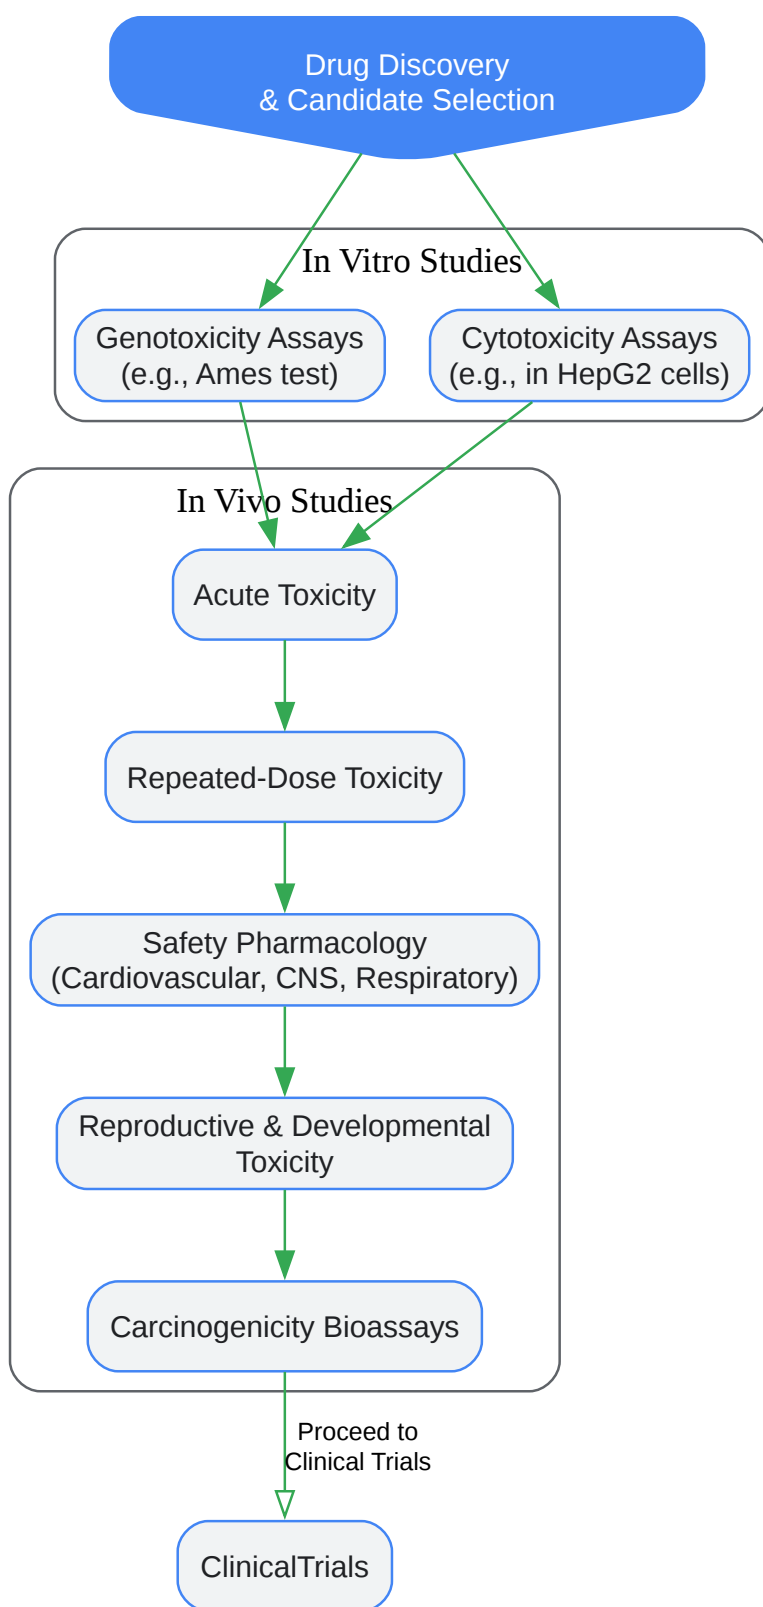 Drug Discovery
& Candidate Selection
In Vitro Studies
Genotoxicity Assays
(e.g., Ames test)
Cytotoxicity Assays
(e.g., in HepG2 cells)
In Vivo Studies
Acute Toxicity
Repeated-Dose Toxicity
Safety Pharmacology
(Cardiovascular, CNS, Respiratory)
Reproductive & Developmental
Toxicity
Carcinogenicity Bioassays
Proceed to
Clinical Trials
ClinicalTrials